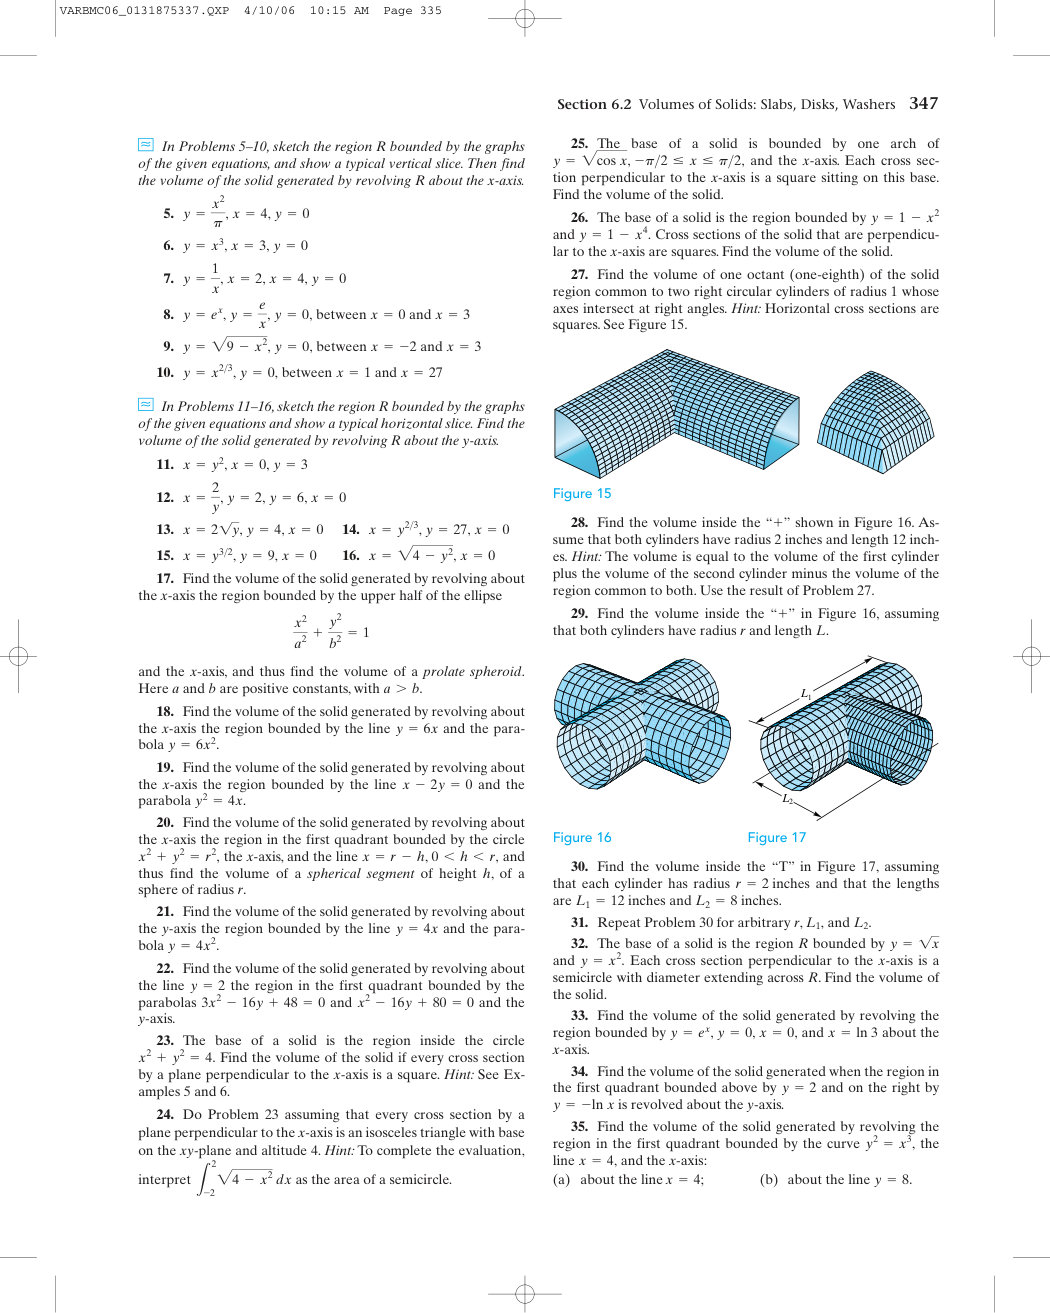 VARBMC06_0131875337.QXP 4/10/06 10:15 AM Page 335
Section 6.2 Volumes of Solids: Slabs, Disks, Washers 347
≈ In Problems 5–10, sketch the region R bounded by the graphs
of the given equations, and show a typical vertical slice. Then find
the volume of the solid generated by revolving R about the x-axis.
5. y = x²/π, x = 4, y = 0
6. y = x³, x = 3, y = 0
7. y = 1/x, x = 2, x = 4, y = 0
8. y = eˣ, y = e/x, y = 0, between x = 0 and x = 3
9. y = √(9 − x²), y = 0, between x = −2 and x = 3
10. y = x^(2/3), y = 0, between x = 1 and x = 27
≈ In Problems 11–16, sketch the region R bounded by the graphs
of the given equations and show a typical horizontal slice. Find the
volume of the solid generated by revolving R about the y-axis.
11. x = y², x = 0, y = 3
12. x = 2/y, y = 2, y = 6, x = 0
13. x = 2√y, y = 4, x = 0 14. x = y^(2/3), y = 27, x = 0
15. x = y^(3/2), y = 9, x = 0 16. x = √(4 − y²), x = 0
17. Find the volume of the solid generated by revolving about
the x-axis the region bounded by the upper half of the ellipse
x²/a² + y²/b² = 1
and the x-axis, and thus find the volume of a prolate spheroid.
Here a and b are positive constants, with a > b.
18. Find the volume of the solid generated by revolving about
the x-axis the region bounded by the line y = 6x and the para-
bola y = 6x².
19. Find the volume of the solid generated by revolving about
the x-axis the region bounded by the line x − 2y = 0 and the
parabola y² = 4x.
20. Find the volume of the solid generated by revolving about
the x-axis the region in the first quadrant bounded by the circle
x² + y² = r², the x-axis, and the line x = r − h, 0 < h < r, and
thus find the volume of a spherical segment of height h, of a
sphere of radius r.
21. Find the volume of the solid generated by revolving about
the y-axis the region bounded by the line y = 4x and the para-
bola y = 4x².
22. Find the volume of the solid generated by revolving about
the line y = 2 the region in the first quadrant bounded by the
parabolas 3x² − 16y + 48 = 0 and x² − 16y + 80 = 0 and the
y-axis.
23. The base of a solid is the region inside the circle
x² + y² = 4. Find the volume of the solid if every cross section
by a plane perpendicular to the x-axis is a square. Hint: See Ex-
amples 5 and 6.
24. Do Problem 23 assuming that every cross section by a
plane perpendicular to the x-axis is an isosceles triangle with base
on the xy-plane and altitude 4. Hint: To complete the evaluation,
interpret ∫₋₂² √(4 − x²) dx as the area of a semicircle.
25. The base of a solid is bounded by one arch of
y = √(cos x), −π/2 ≤ x ≤ π/2, and the x-axis. Each cross sec-
tion perpendicular to the x-axis is a square sitting on this base.
Find the volume of the solid.
26. The base of a solid is the region bounded by y = 1 − x²
and y = 1 − x⁴. Cross sections of the solid that are perpendicu-
lar to the x-axis are squares. Find the volume of the solid.
27. Find the volume of one octant (one-eighth) of the solid
region common to two right circular cylinders of radius 1 whose
axes intersect at right angles. Hint: Horizontal cross sections are
squares. See Figure 15.
Figure 15
28. Find the volume inside the “+” shown in Figure 16. As-
sume that both cylinders have radius 2 inches and length 12 inch-
es. Hint: The volume is equal to the volume of the first cylinder
plus the volume of the second cylinder minus the volume of the
region common to both. Use the result of Problem 27.
29. Find the volume inside the “+” in Figure 16, assuming
that both cylinders have radius r and length L.
L₁
L₂
Figure 16 Figure 17
30. Find the volume inside the “T” in Figure 17, assuming
that each cylinder has radius r = 2 inches and that the lengths
are L₁ = 12 inches and L₂ = 8 inches.
31. Repeat Problem 30 for arbitrary r, L₁, and L₂.
32. The base of a solid is the region R bounded by y = √x
and y = x². Each cross section perpendicular to the x-axis is a
semicircle with diameter extending across R. Find the volume of
the solid.
33. Find the volume of the solid generated by revolving the
region bounded by y = eˣ, y = 0, x = 0, and x = ln 3 about the
x-axis.
34. Find the volume of the solid generated when the region in
the first quadrant bounded above by y = 2 and on the right by
y = −ln x is revolved about the y-axis.
35. Find the volume of the solid generated by revolving the
region in the first quadrant bounded by the curve y² = x³, the
line x = 4, and the x-axis:
(a) about the line x = 4; (b) about the line y = 8.